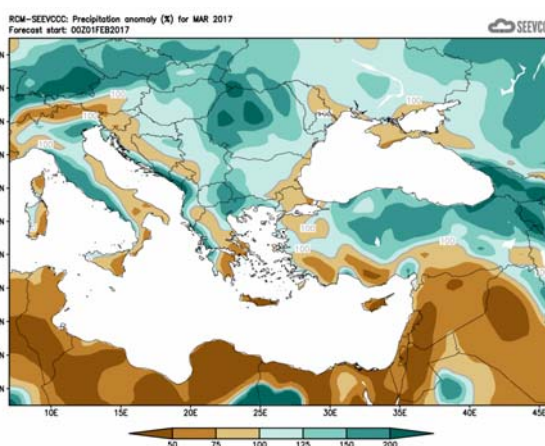 RCM-SEEVCCC: Precipitation anomaly (%) for MAR 2017
Forecast start: 00Z01FEB2017
SEEVCCC
100
100
100
100
100
100
100
N
N
N
N
N
N
N
N
N
N
N
10E
15E
20E
25E
30E
35E
40E
45E
50
75
100
125
150
200